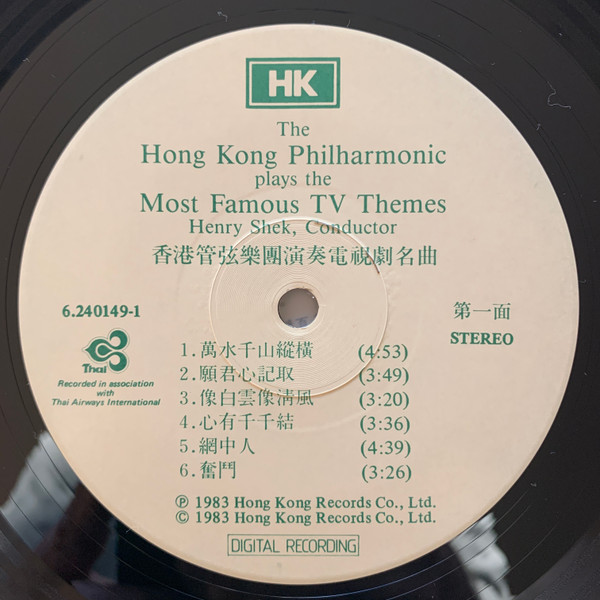 HK
The
Hong Kong Philharmonic
plays the
Most Famous TV Themes
Henry Shek, Conductor
香港管弦樂團演奏電視劇名曲
6.240149-1
第一面
STEREO
Thai
Recorded in association
with
Thai Airways International
1.萬水千山縱橫 (4:53)
2.願君心記取 (3:49)
3.像白雲像淸風 (3:20)
4.心有千千結 (3:36)
5.網中人 (4:39)
6.奮鬥 (3:26)
Ⓟ 1983 Hong Kong Records Co., Ltd.
© 1983 Hong Kong Records Co., Ltd.
DIGITAL RECORDING